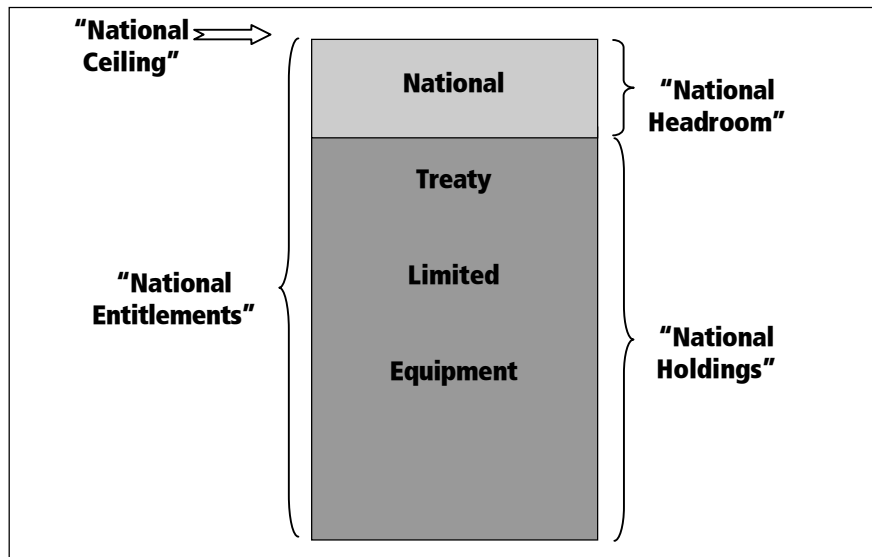 “National
Ceiling”
National
“National
Headroom”
Treaty
Limited
“National
Entitlements”
Equipment
“National
Holdings”